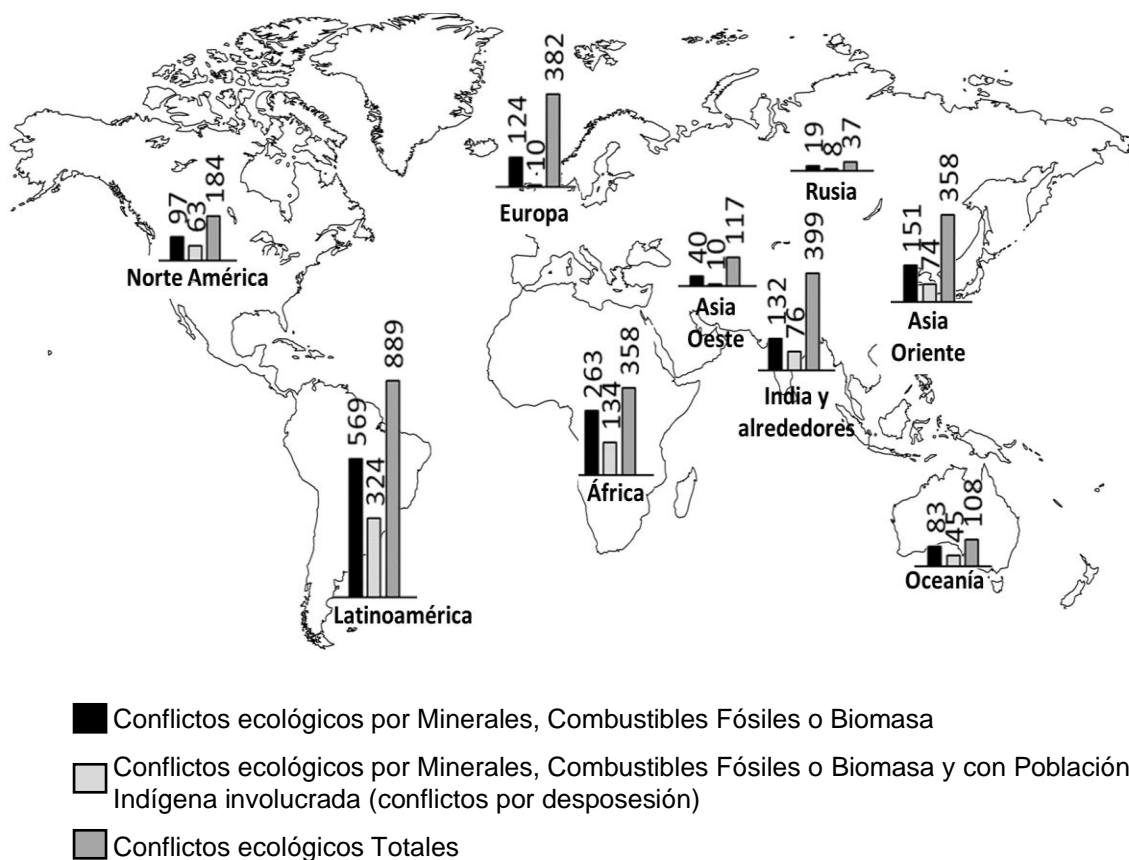 97
63
184
Norte América
124
10
382
Europa
19
8
37
Rusia
40
10
117
Asia
Oeste
132
76
399
India y
alrededores
151
74
358
Asia
Oriente
569
324
889
Latinoamérica
263
134
358
África
83
45
108
Oceanía
Conflictos ecológicos por Minerales, Combustibles Fósiles o Biomasa
Conflictos ecológicos por Minerales, Combustibles Fósiles o Biomasa y con Población
Indígena involucrada (conflictos por desposesión)
Conflictos ecológicos Totales